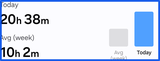 Today
20h 38m
Avg (week)
10h 2m
Avg
(week)
Today